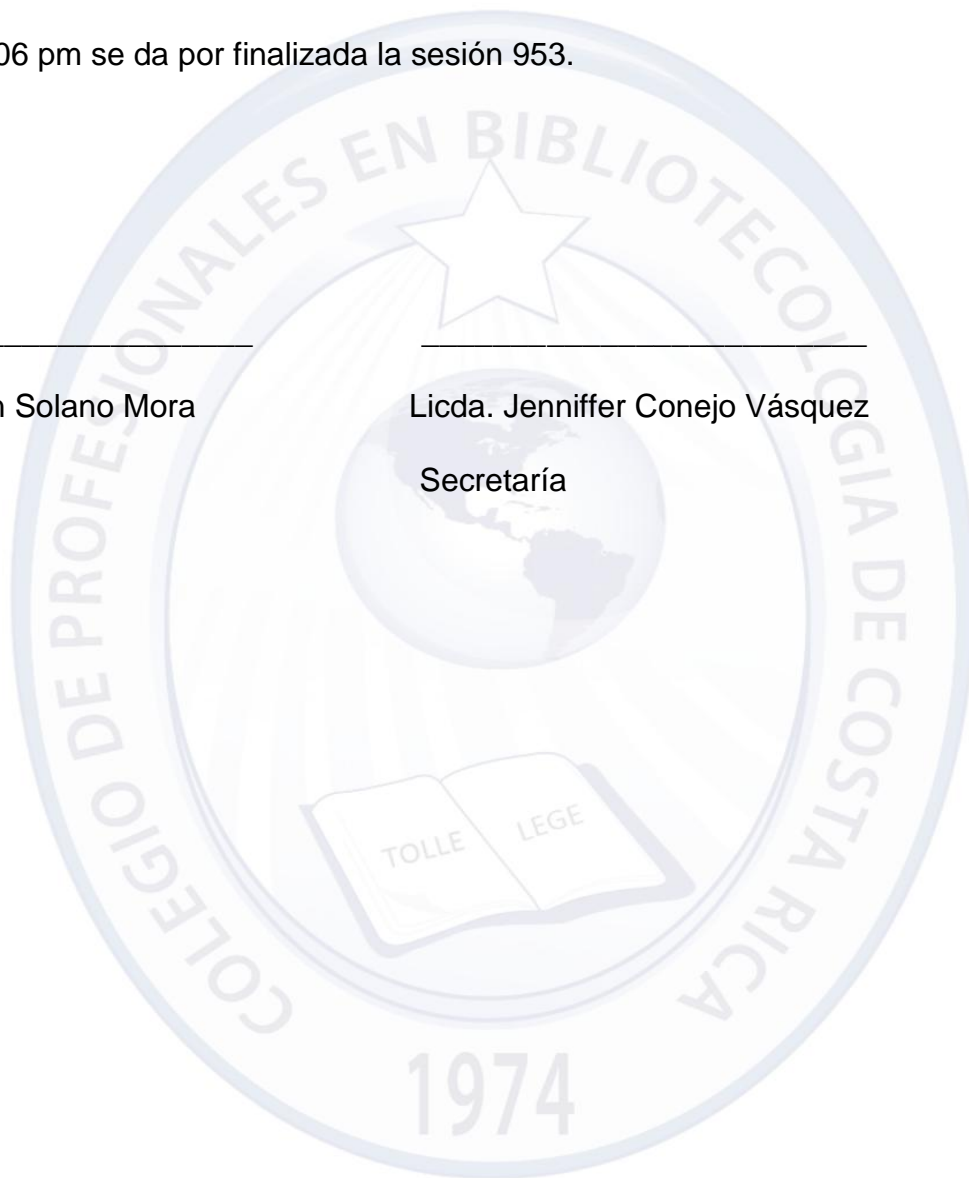 06 pm se da por finalizada la sesión 953.
COLEGIO DE PROFESIONALES EN BIBLIOTECOLOGIA DE COSTA RICA
Solano Mora
Licda. Jenniffer Conejo Vásquez
Secretaría
TOLLE LEGE
1974